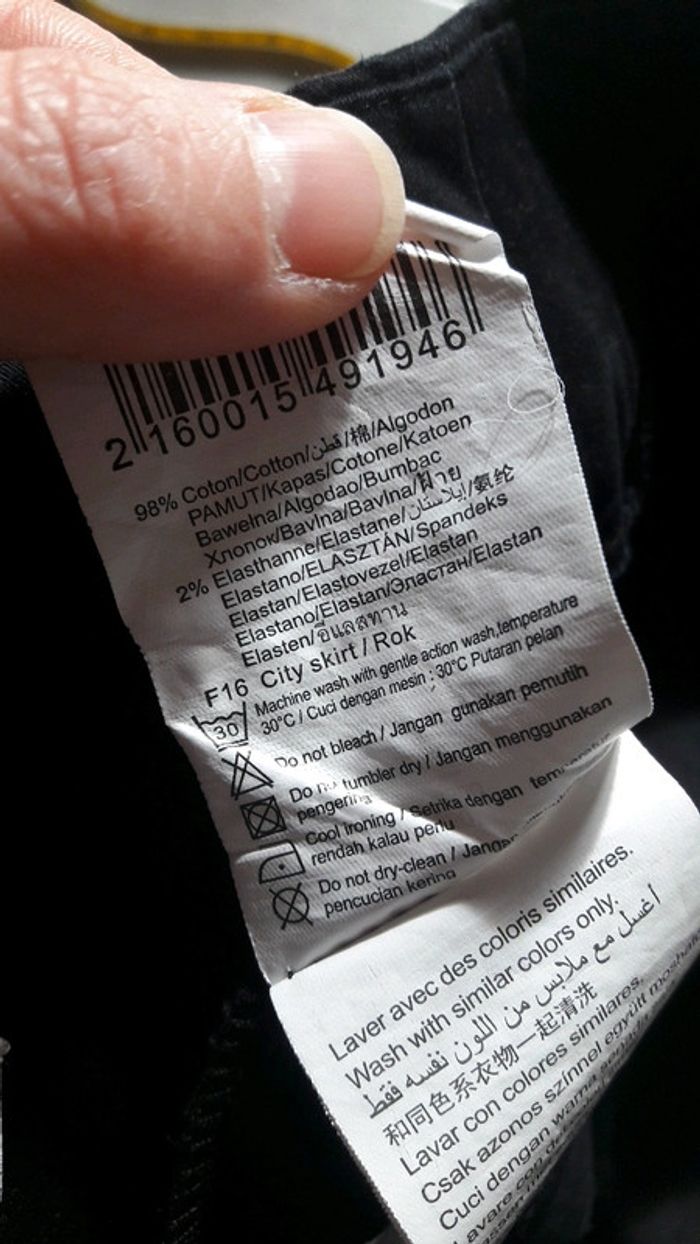 2 160015 491946
98% Coton/Cotton/قطن/棉/Algodon
PAMUT/Kapas/Cotone/Katoen
Bawełna/Algodao/Bumbac
Хлопок/Bavlna/Bavlna/ฝ้าย
2% Elasthanne/Elastane/إيلاستان/氨纶
Elastano/ELASZTÁN/Spandeks
Elastan/Elastovezel/Elastan
Elastano/Elastan/Эластан/Elastan
Elasten/อีแลสทาน
F16 City skirt / Rok
30
Machine wash with gentle action wash,temperature
30°C / Cuci dengan mesin ; 30°C Putaran pelan
Do not bleach / Jangan gunakan pemutih
Do not tumbler dry / Jangan menggunakan
pengering
Cool ironing / Setrika dengan temperatur
rendah kalau perlu
Do not dry-clean / Jangan
pencucian kering
Laver avec des coloris similaires.
Wash with similar colors only.
اغسل مع ملابس من اللون نفسه فقط
和同色系衣物一起清洗
Lavar con colores similares.
Csak azonos színnel együtt
Cuci dengan warna